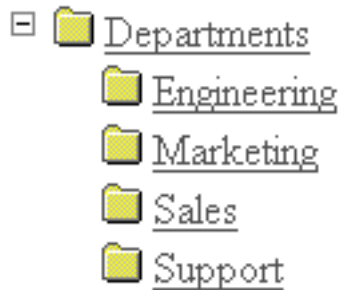 Departments
Engineering
Marketing
Sales
Support